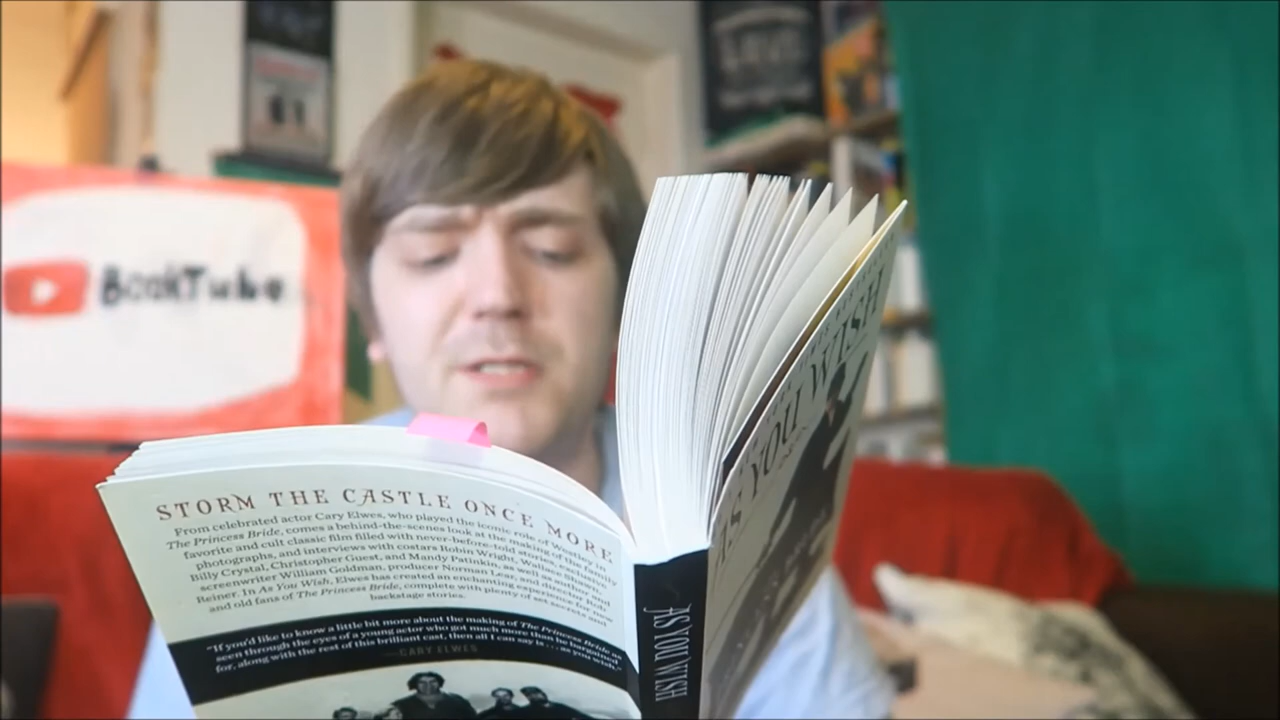 BookTube
STORM THE CASTLE ONCE MORE
From celebrated actor Cary Elwes, who played the iconic role of Westley in
The Princess Bride, comes a behind-the-scenes look at the making of the family
favorite and cult classic film filled with never-before-told stories, exclusive
photographs, and interviews with costars Robin Wright, Wallace Shawn,
Billy Crystal, Christopher Guest, and Mandy Patinkin, as well as author and
screenwriter William Goldman, producer Norman Lear, and director Rob
Reiner. In As You Wish, Elwes has created an enchanting experience for new
and old fans of The Princess Bride, complete with plenty of set secrets and
backstage stories.
"If you'd like to know a little bit more about the making of The Princess Bride as
seen through the eyes of a young actor who got much more than he bargained
for, along with the rest of this brilliant cast, then all I can say is . . . as you wish."
—CARY ELWES
AS YOU WISH
AS YOU WISH